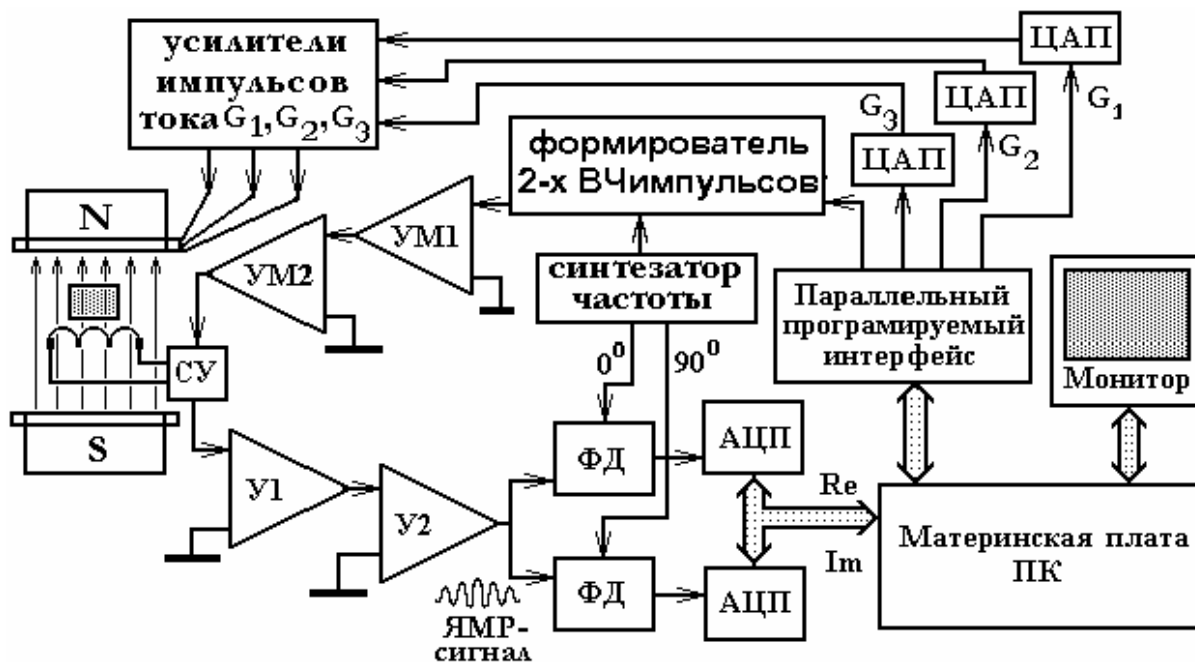 усилители
импульсов
тока G₁, G₂, G₃
ЦАП
ЦАП
ЦАП
G₁
G₂
G₃
формирователь
2-х ВЧимпульсов
N
УМ1
УМ2
синтезатор
частоты
Параллельный
програмируемый
интерфейс
Монитор
СУ
0⁰
90⁰
S
У1
У2
ФД
АЦП
ФД
АЦП
Re
Im
Материнская плата
ПК
ЯМР-
сигнал